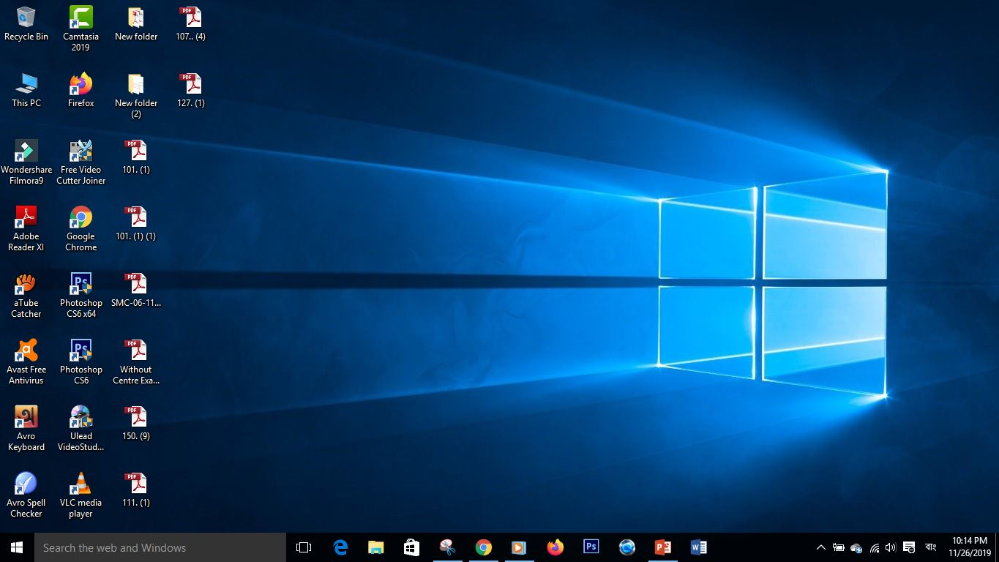 Recycle Bin
Camtasia
2019
New folder
107.. (4)
This PC
Firefox
New folder
(2)
127. (1)
Wondershare
Filmora9
Free Video
Cutter Joiner
101. (1)
Adobe
Reader XI
Google
Chrome
101. (1) (1)
aTube
Catcher
Photoshop
CS6 x64
SMC-06-11...
Avast Free
Antivirus
Photoshop
CS6
Without
Centre Exa...
Avro
Keyboard
Ulead
VideoStud...
150. (9)
Avro Spell
Checker
VLC media
player
111. (1)
Search the web and Windows
বাং
10:14 PM
11/26/2019